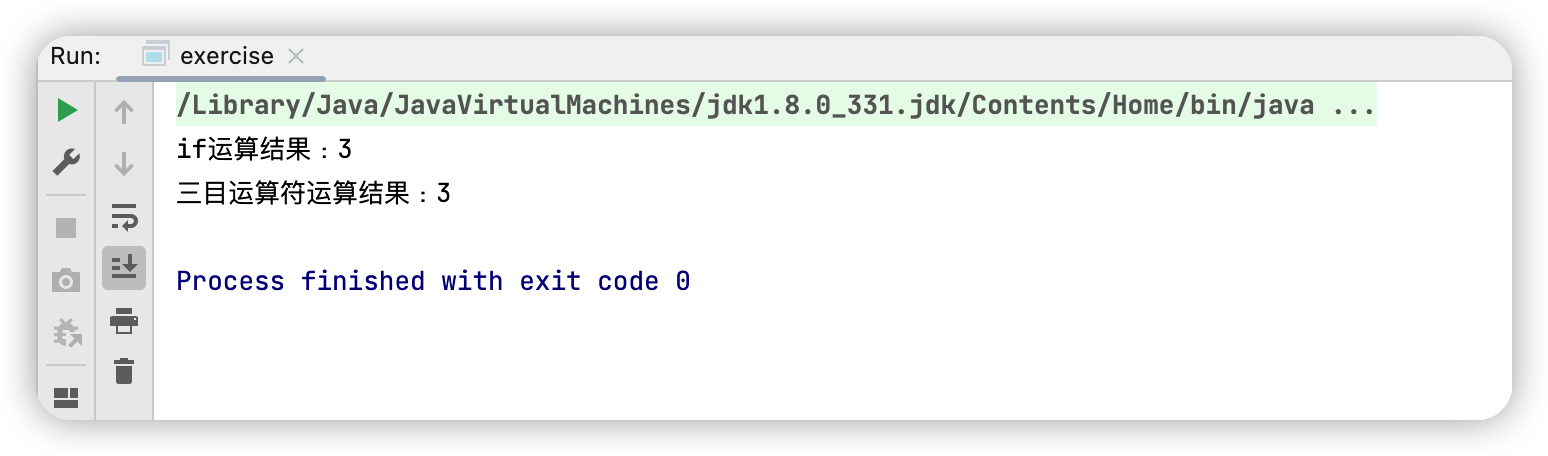 Run: exercise
/Library/Java/JavaVirtualMachines/jdk1.8.0_331.jdk/Contents/Home/bin/java ...
if运算结果：3
三目运算符运算结果：3
Process finished with exit code 0